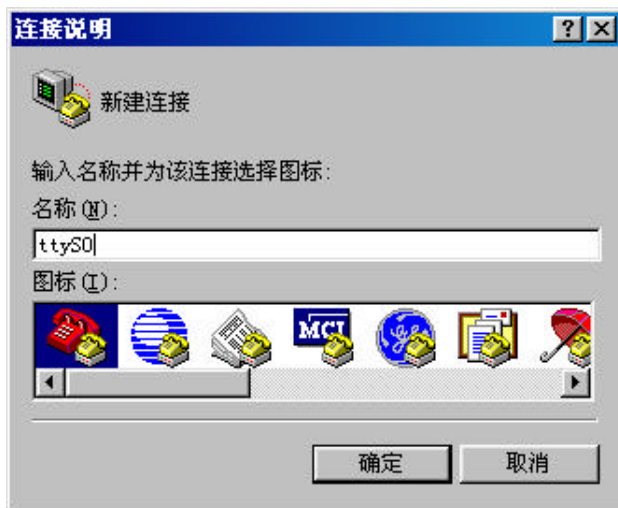 连接说明
新建连接
输入名称并为该连接选择图标:
名称(N):
ttyS0
图标(I):
MCI
确定
取消